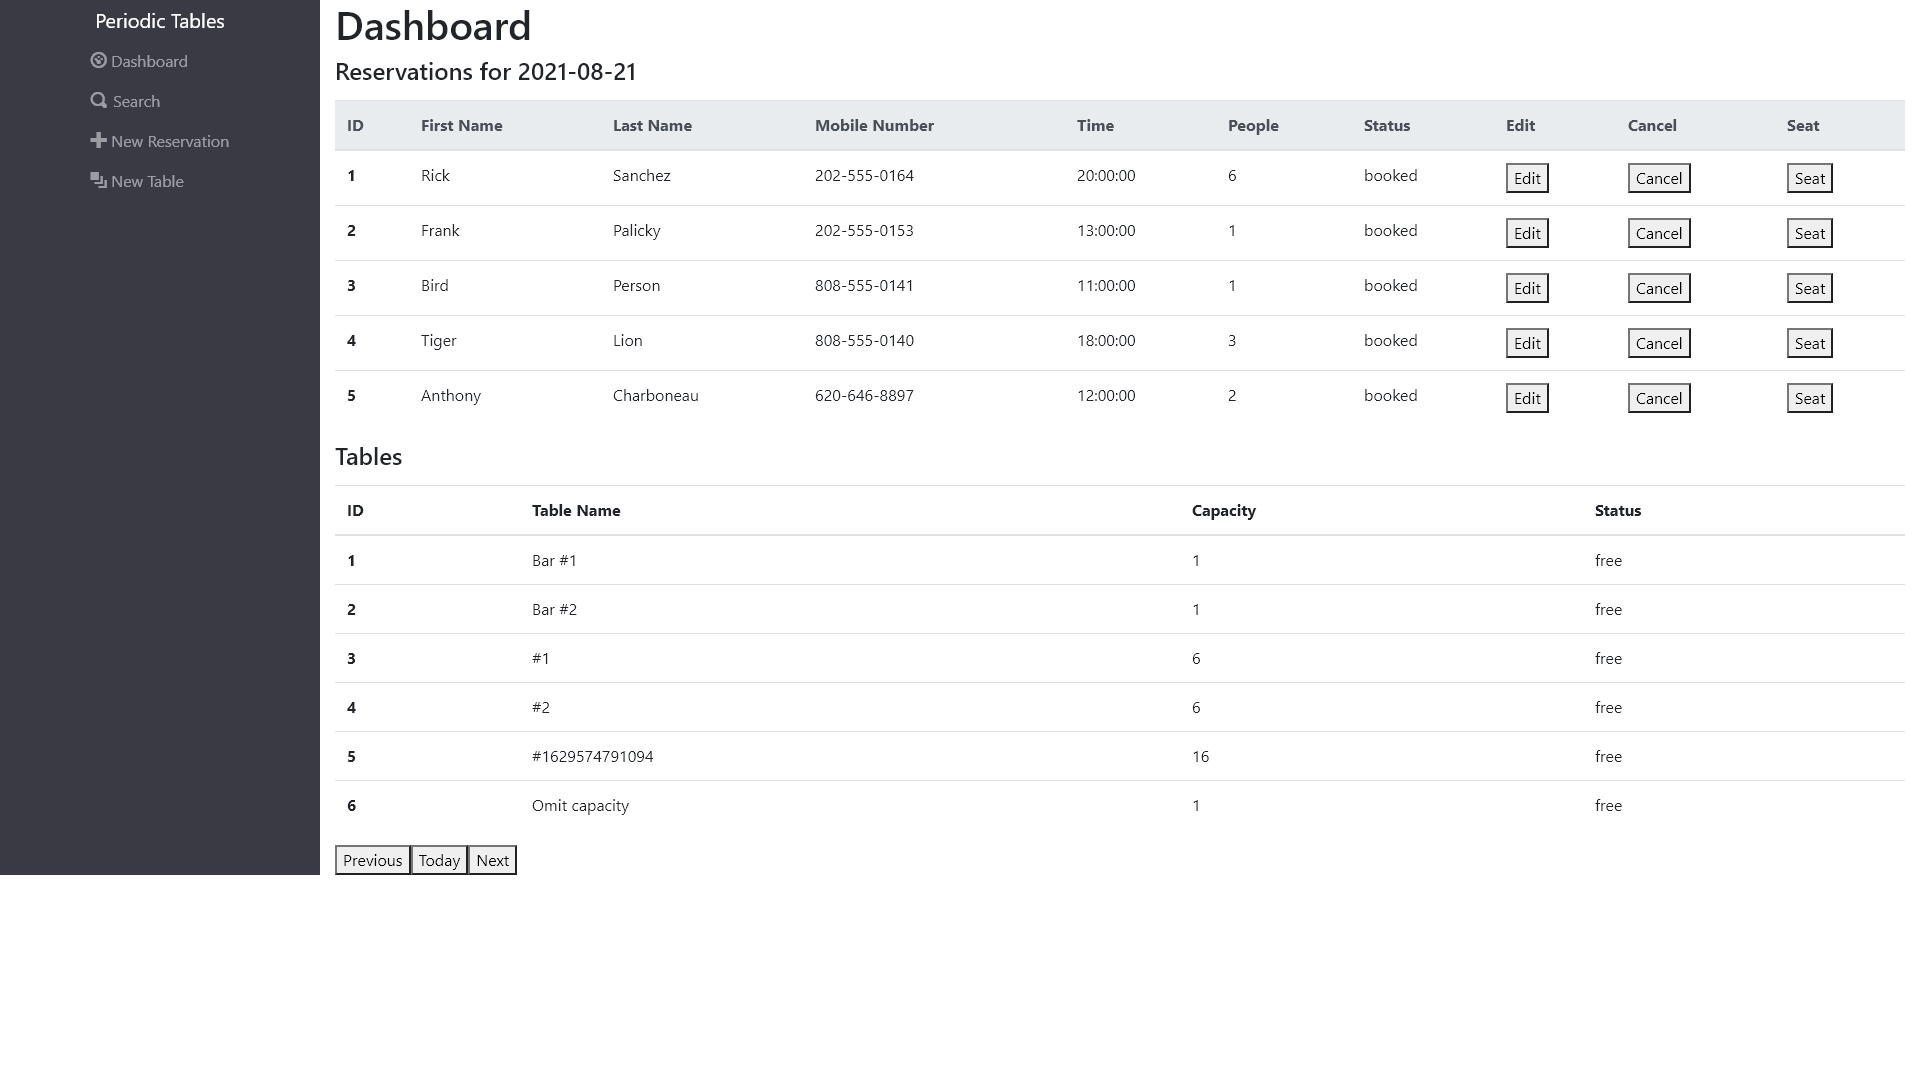 Periodic Tables
Dashboard
Search
New Reservation
New Table
Dashboard
Reservations for 2021-08-21
ID First Name Last Name Mobile Number Time People Status Edit Cancel Seat
1 Rick Sanchez 202-555-0164 20:00:00 6 booked Edit Cancel Seat
2 Frank Palicky 202-555-0153 13:00:00 1 booked Edit Cancel Seat
3 Bird Person 808-555-0141 11:00:00 1 booked Edit Cancel Seat
4 Tiger Lion 808-555-0140 18:00:00 3 booked Edit Cancel Seat
5 Anthony Charboneau 620-646-8897 12:00:00 2 booked Edit Cancel Seat
Tables
ID Table Name Capacity Status
1 Bar #1 1 free
2 Bar #2 1 free
3 #1 6 free
4 #2 6 free
5 #1629574791094 16 free
6 Omit capacity 1 free
Previous Today Next